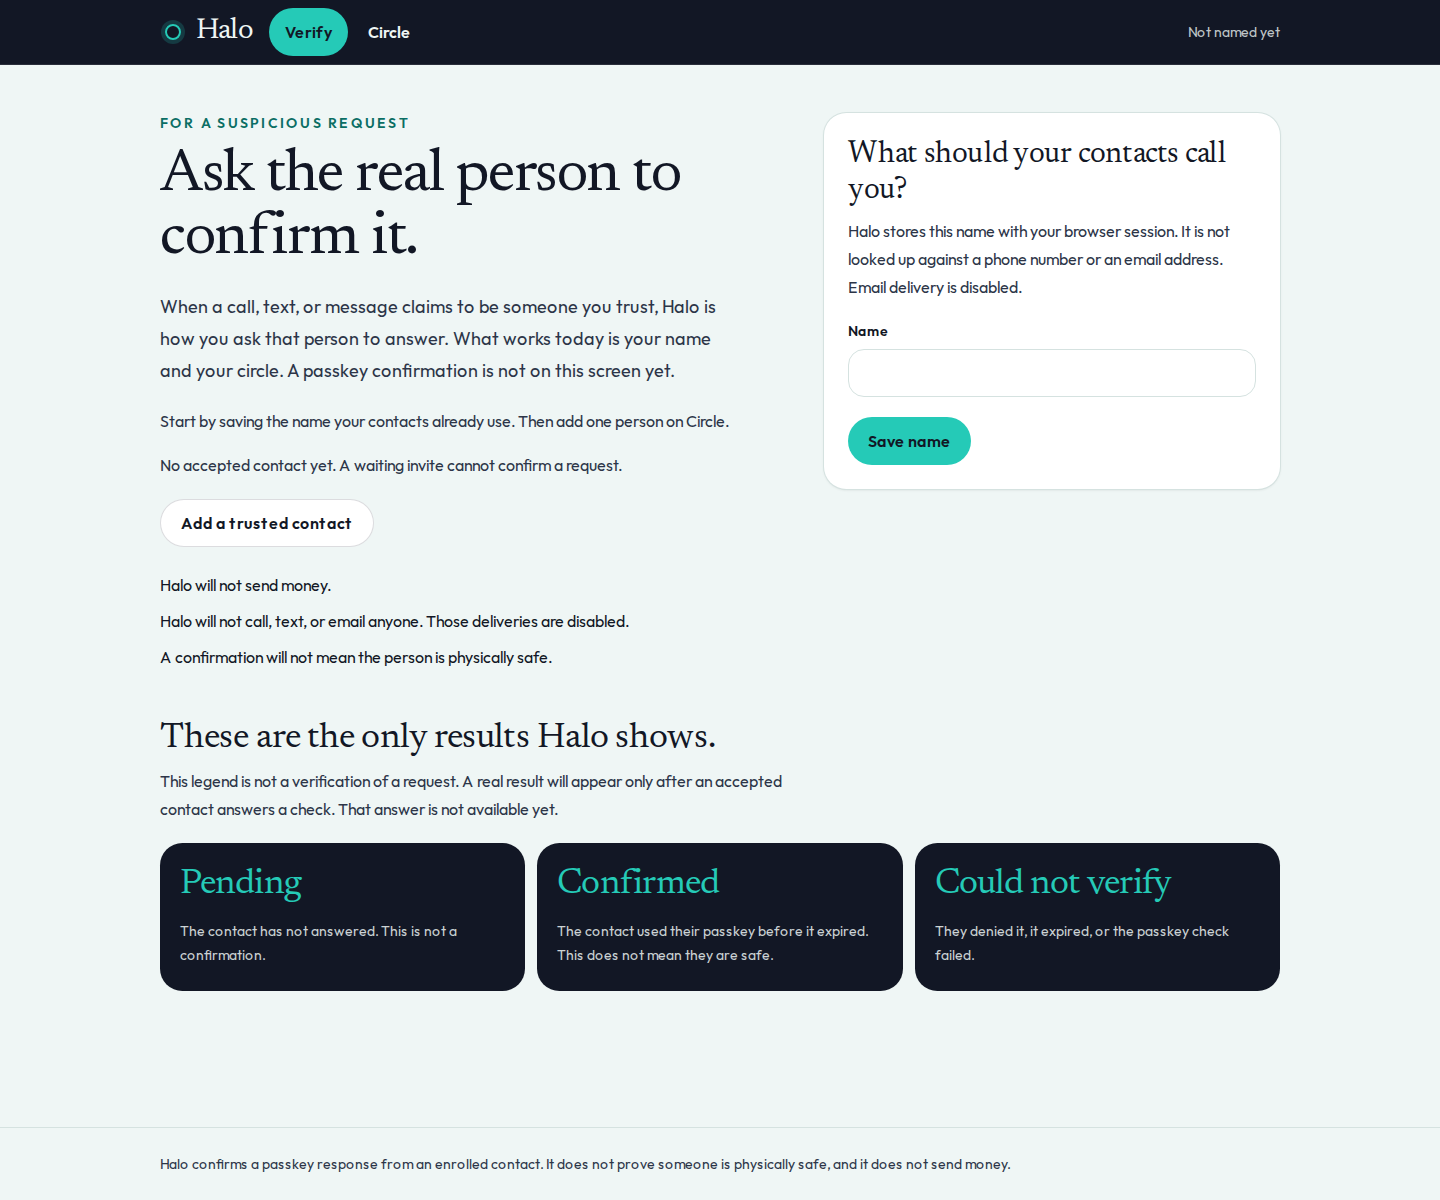 Halo
Verify
Circle
Not named yet
FOR A SUSPICIOUS REQUEST
Ask the real person to
confirm it.
When a call, text, or message claims to be someone you trust, Halo is
how you ask that person to answer. What works today is your name
and your circle. A passkey confirmation is not on this screen yet.
Start by saving the name your contacts already use. Then add one person on Circle.
No accepted contact yet. A waiting invite cannot confirm a request.
Add a trusted contact
Halo will not send money.
Halo will not call, text, or email anyone. Those deliveries are disabled.
A confirmation will not mean the person is physically safe.
What should your contacts call
you?
Halo stores this name with your browser session. It is not
looked up against a phone number or an email address.
Email delivery is disabled.
Name
Save name
These are the only results Halo shows.
This legend is not a verification of a request. A real result will appear only after an accepted
contact answers a check. That answer is not available yet.
Pending
The contact has not answered. This is not a
confirmation.
Confirmed
The contact used their passkey before it expired.
This does not mean they are safe.
Could not verify
They denied it, it expired, or the passkey check
failed.
Halo confirms a passkey response from an enrolled contact. It does not prove someone is physically safe, and it does not send money.